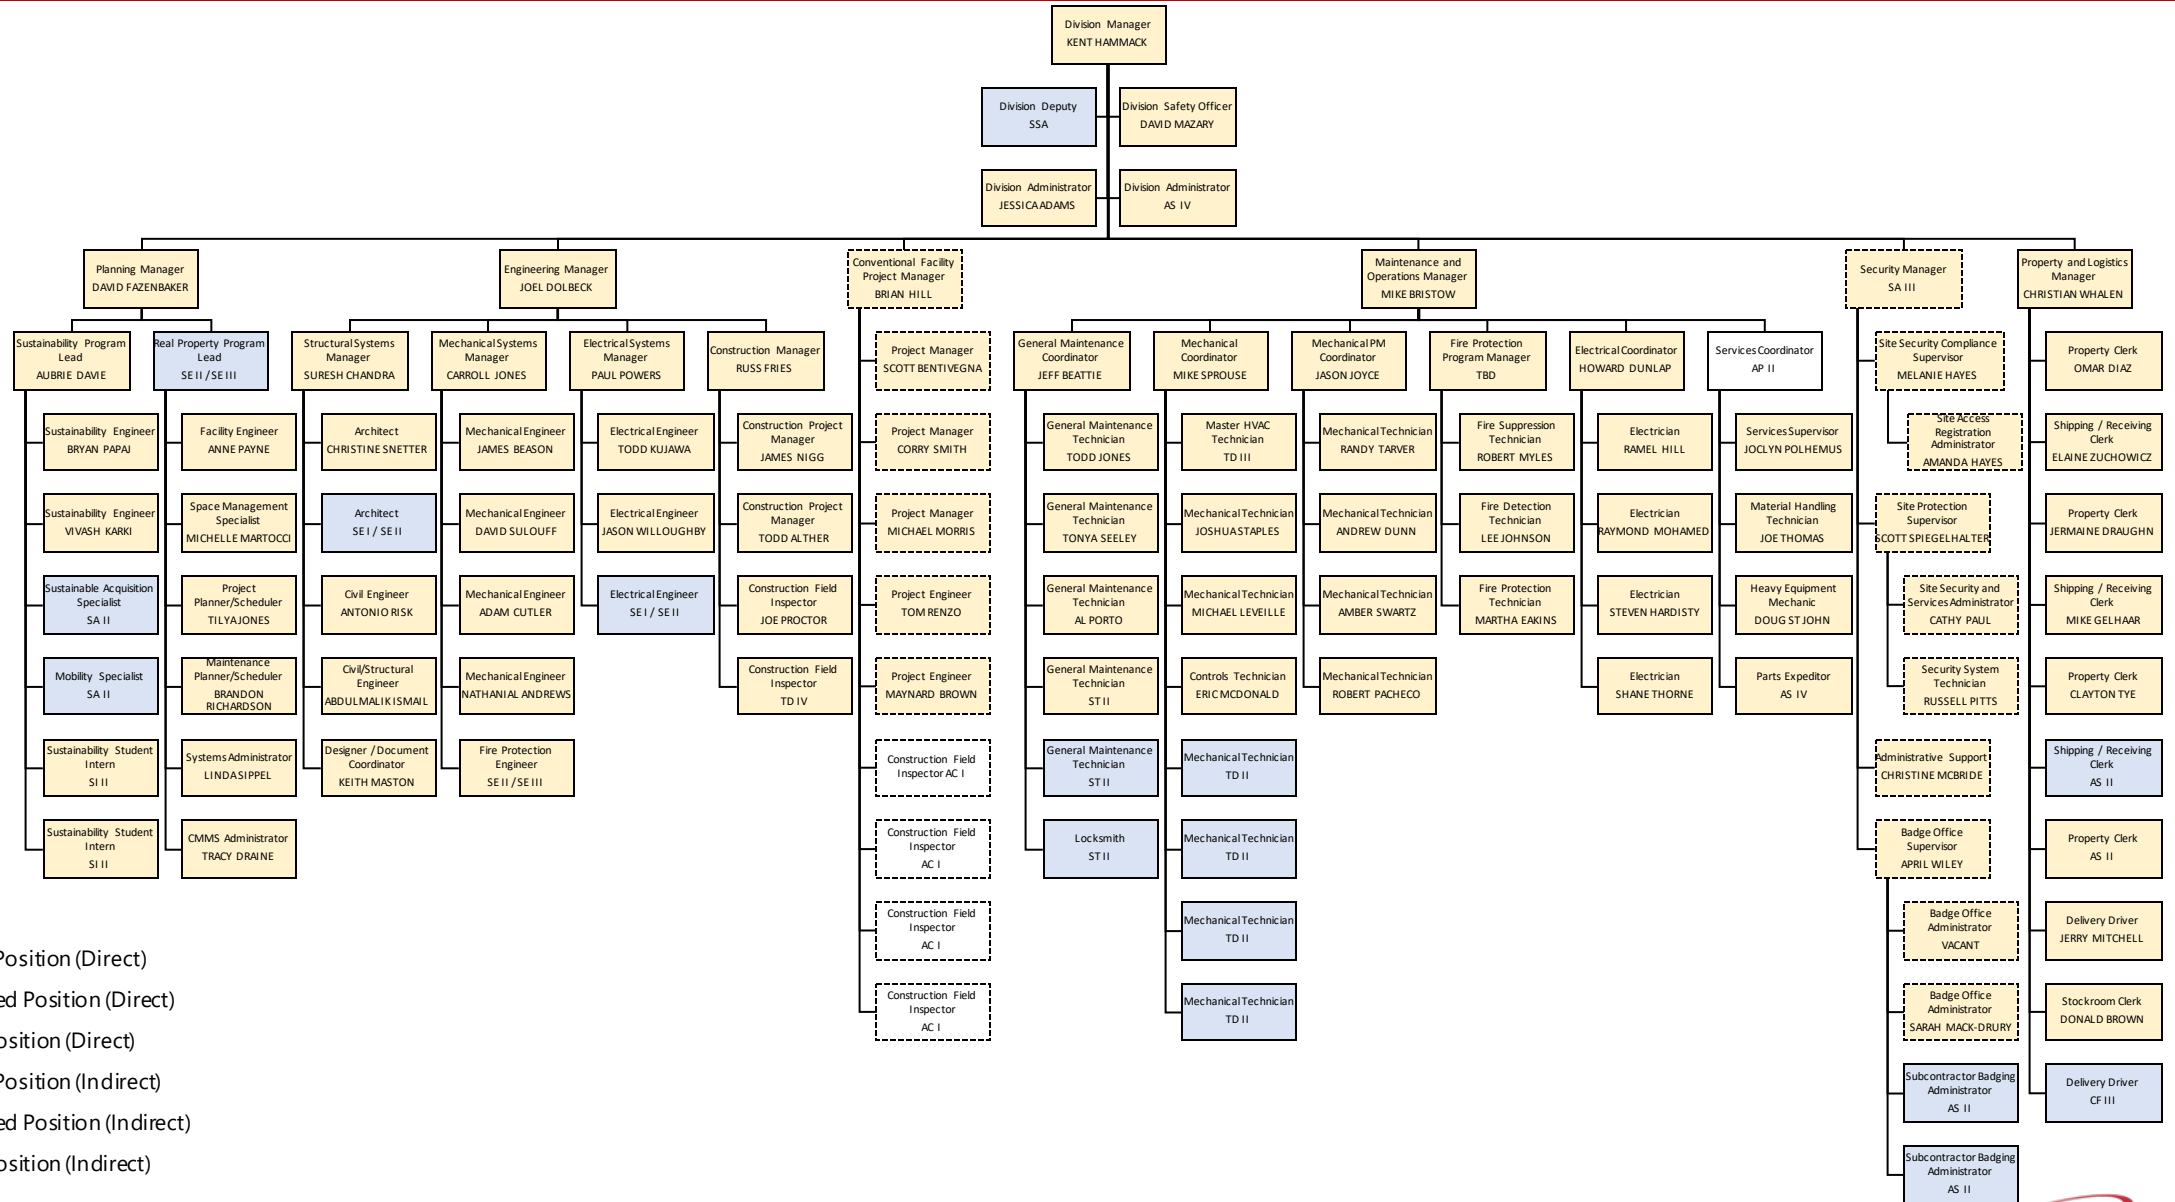 Division Manager
KENT HAMMACK
Division Deputy
SSA
Division Safety Officer
DAVID MAZARY
Division Administrator
JESSICA ADAMS
Division Administrator
AS IV
Planning Manager
DAVID FAZENBAKER
Engineering Manager
JOEL DOLBECK
Conventional Facility
Project Manager
BRIAN HILL
Maintenance and
Operations Manager
MIKE BRISTOW
Security Manager
SA III
Property and Logistics
Manager
CHRISTIAN WHALEN
Sustainability Program
Lead
AUBRIE DAVIE
Sustainability Engineer
BRYAN PAPAJ
Sustainability Engineer
VIVASH KARKI
Sustainable Acquisition
Specialist
SA II
Mobility Specialist
SA II
Sustainability Student
Intern
SI II
Sustainability Student
Intern
SI II
Real Property Program
Lead
SE II / SE III
Facility Engineer
ANNE PAYNE
Space Management
Specialist
MICHELLE MARTOCCI
Project
Planner/Scheduler
TILYA JONES
Maintenance
Planner/Scheduler
BRANDON
RICHARDSON
Systems Administrator
LINDA SIPPEL
CMMS Administrator
TRACY DRAINE
Structural Systems
Manager
SURESH CHANDRA
Architect
CHRISTINE SNETTER
Architect
SE I / SE II
Civil Engineer
ANTONIO RISK
Civil/Structural
Engineer
ABDULMALIK ISMAIL
Designer / Document
Coordinator
KEITH MASTON
Mechanical Systems
Manager
CARROLL JONES
Mechanical Engineer
JAMES BEASON
Mechanical Engineer
DAVID SULOUFF
Mechanical Engineer
ADAM CUTLER
Mechanical Engineer
NATHANIAL ANDREWS
Fire Protection
Engineer
SE II / SE III
Electrical Systems
Manager
PAUL POWERS
Electrical Engineer
TODD KUJAWA
Electrical Engineer
JASON WILLOUGHBY
Electrical Engineer
SE I / SE II
Construction Manager
RUSS FRIES
Construction Project
Manager
JAMES NIGG
Construction Project
Manager
TODD ALTHER
Construction Field
Inspector
JOE PROCTOR
Construction Field
Inspector
TD IV
Project Manager
SCOTT BENTIVEGNA
Project Manager
CORRY SMITH
Project Manager
MICHAEL MORRIS
Project Engineer
TOM RENZO
Project Engineer
MAYNARD BROWN
Construction Field
Inspector AC I
Construction Field
Inspector
AC I
Construction Field
Inspector
AC I
Construction Field
Inspector
AC I
General Maintenance
Coordinator
JEFF BEATTIE
General Maintenance
Technician
TODD JONES
General Maintenance
Technician
TONYA SEELEY
General Maintenance
Technician
AL PORTO
General Maintenance
Technician
ST II
General Maintenance
Technician
ST II
Locksmith
ST II
Mechanical
Coordinator
MIKE SPROUSE
Master HVAC
Technician
TD III
Mechanical Technician
JOSHUA STAPLES
Mechanical Technician
MICHAEL LEVEILLE
Controls Technician
ERIC MCDONALD
Mechanical Technician
TD II
Mechanical Technician
TD II
Mechanical Technician
TD II
Mechanical Technician
TD II
Mechanical PM
Coordinator
JASON JOYCE
Mechanical Technician
RANDY TARVER
Mechanical Technician
ANDREW DUNN
Mechanical Technician
AMBER SWARTZ
Mechanical Technician
ROBERT PACHECO
Fire Protection
Program Manager
TBD
Fire Suppression
Technician
ROBERT MYLES
Fire Detection
Technician
LEE JOHNSON
Fire Protection
Technician
MARTHA EAKINS
Electrical Coordinator
HOWARD DUNLAP
Electrician
RAMEL HILL
Electrician
RAYMOND MOHAMED
Electrician
STEVEN HARDISTY
Electrician
SHANE THORNE
Services Coordinator
AP II
Services Supervisor
JOCLYN POLHEMUS
Material Handling
Technician
JOE THOMAS
Heavy Equipment
Mechanic
DOUG ST JOHN
Parts Expeditor
AS IV
Site Security Compliance
Supervisor
MELANIE HAYES
Site Access
Registration
Administrator
AMANDA HAYES
Site Protection
Supervisor
SCOTT SPIEGELHALTER
Site Security and
Services Administrator
CATHY PAUL
Security System
Technician
RUSSELL PITTS
Administrative Support
CHRISTINE MCBRIDE
Badge Office
Supervisor
APRIL WILEY
Badge Office
Administrator
VACANT
Badge Office
Administrator
SARAH MACK-DRURY
Subcontractor Badging
Administrator
AS II
Subcontractor Badging
Administrator
AS II
Property Clerk
OMAR DIAZ
Shipping / Receiving
Clerk
ELAINE ZUCHOWICZ
Property Clerk
JERMAINE DRAUGHN
Shipping / Receiving
Clerk
MIKE GELHAAR
Property Clerk
CLAYTON TYE
Shipping / Receiving
Clerk
AS II
Property Clerk
AS II
Delivery Driver
JERRY MITCHELL
Stockroom Clerk
DONALD BROWN
Delivery Driver
CF III
Position (Direct)
ed Position (Direct)
osition (Direct)
Position (Indirect)
ed Position (Indirect)
osition (Indirect)